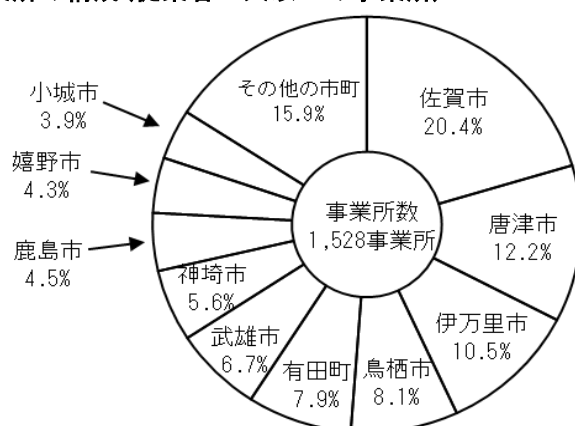 その他の市町
15.9%
佐賀市
20.4%
小城市
3.9%
嬉野市
4.3%
唐津市
12.2%
事業所数
1,528事業所
鹿島市
4.5%
神埼市
5.6%
伊万里市
10.5%
武雄市
6.7%
有田町
7.9%
鳥栖市
8.1%